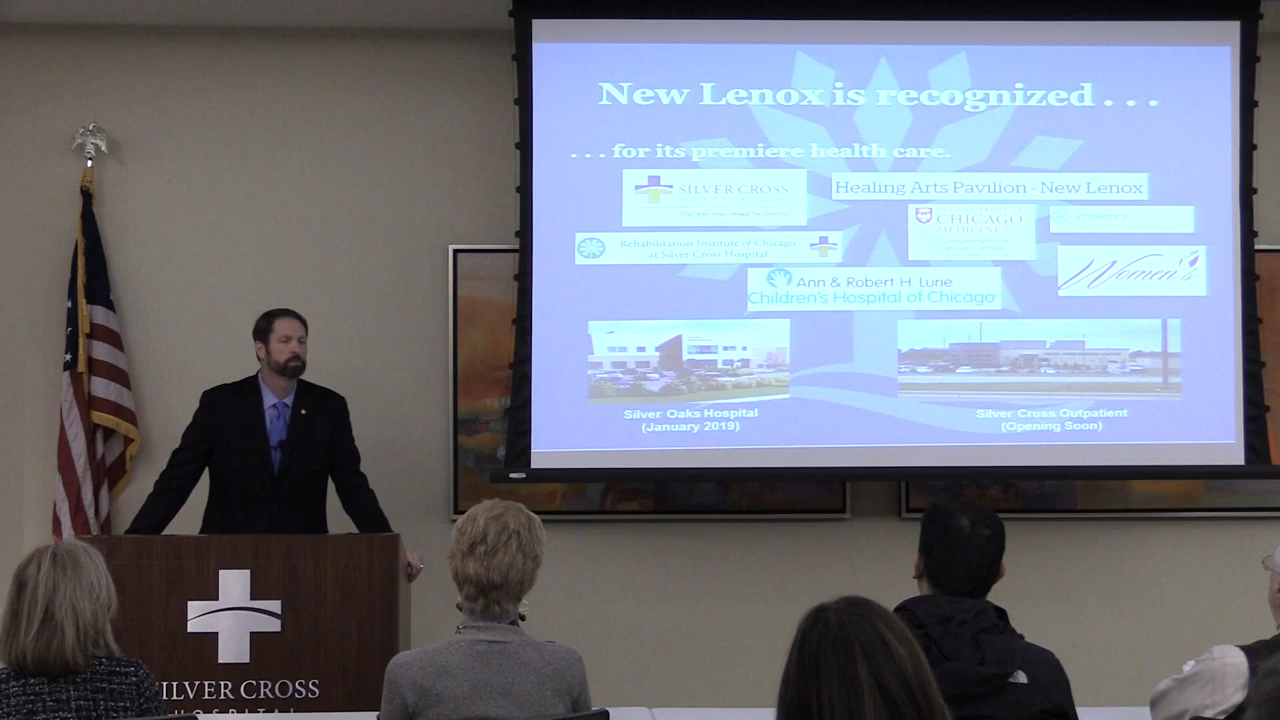 New Lenox is recognized . . .
. . . for its premiere health care.
SILVER CROSS
Healing Arts Pavilion - New Lenox
CHICAGO
MEDICINE
Rehabilitation Institute of Chicago
at Silver Cross Hospital
Women's
Ann & Robert H. Lurie
Children's Hospital of Chicago
Silver Oaks Hospital
(January 2019)
Silver Cross Outpatient
(Opening Soon)
ILVER CROSS
HOSPITAL